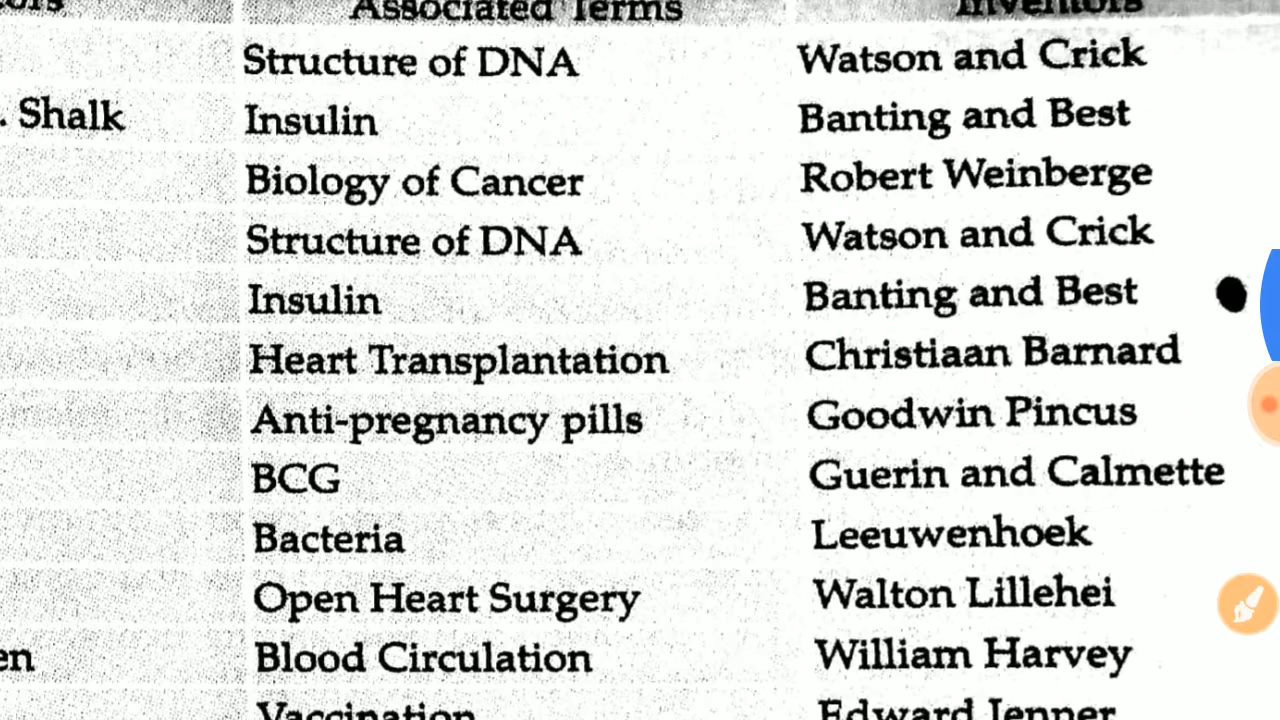 ors Associated Terms Inventors
Structure of DNA Watson and Crick
. Shalk Insulin Banting and Best
Biology of Cancer Robert Weinberge
Structure of DNA Watson and Crick
Insulin Banting and Best
Heart Transplantation Christiaan Barnard
Anti-pregnancy pills Goodwin Pincus
BCG Guerin and Calmette
Bacteria Leeuwenhoek
Open Heart Surgery Walton Lillehei
en Blood Circulation William Harvey
Vaccination Edward Jenner